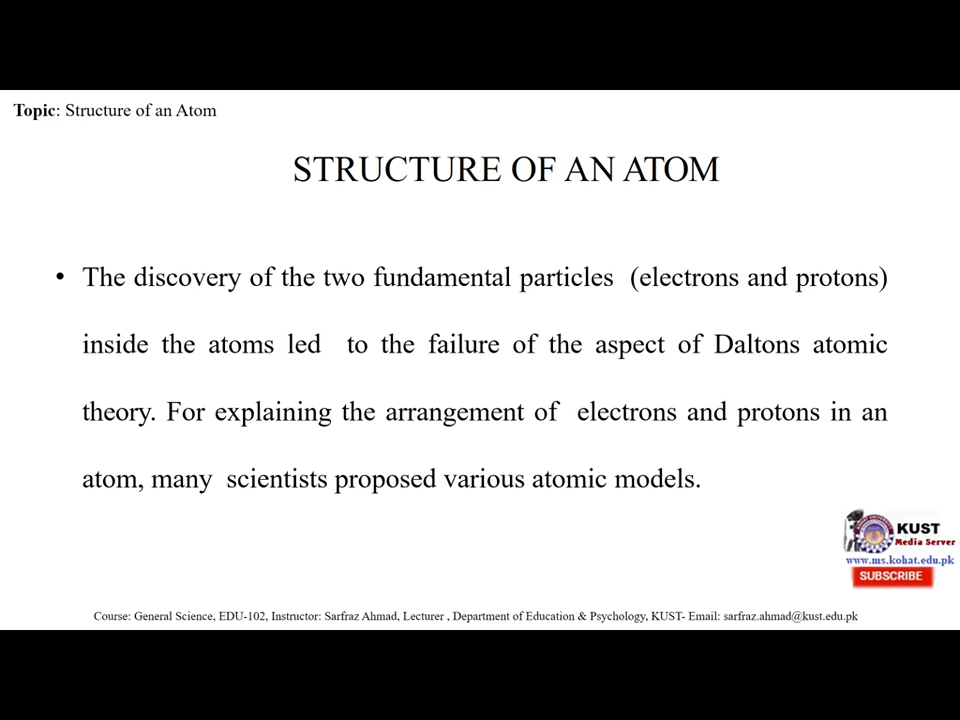 Topic: Structure of an Atom
STRUCTURE OF AN ATOM
• The discovery of the two fundamental particles (electrons and protons)
inside the atoms led to the failure of the aspect of Daltons atomic
theory. For explaining the arrangement of electrons and protons in an
atom, many scientists proposed various atomic models.
KUST
Media Server
www.ms.kohat.edu.pk
SUBSCRIBE
Course: General Science, EDU-102, Instructor: Sarfraz Ahmad, Lecturer , Department of Education & Psychology, KUST- Email: sarfraz.ahmad@kust.edu.pk